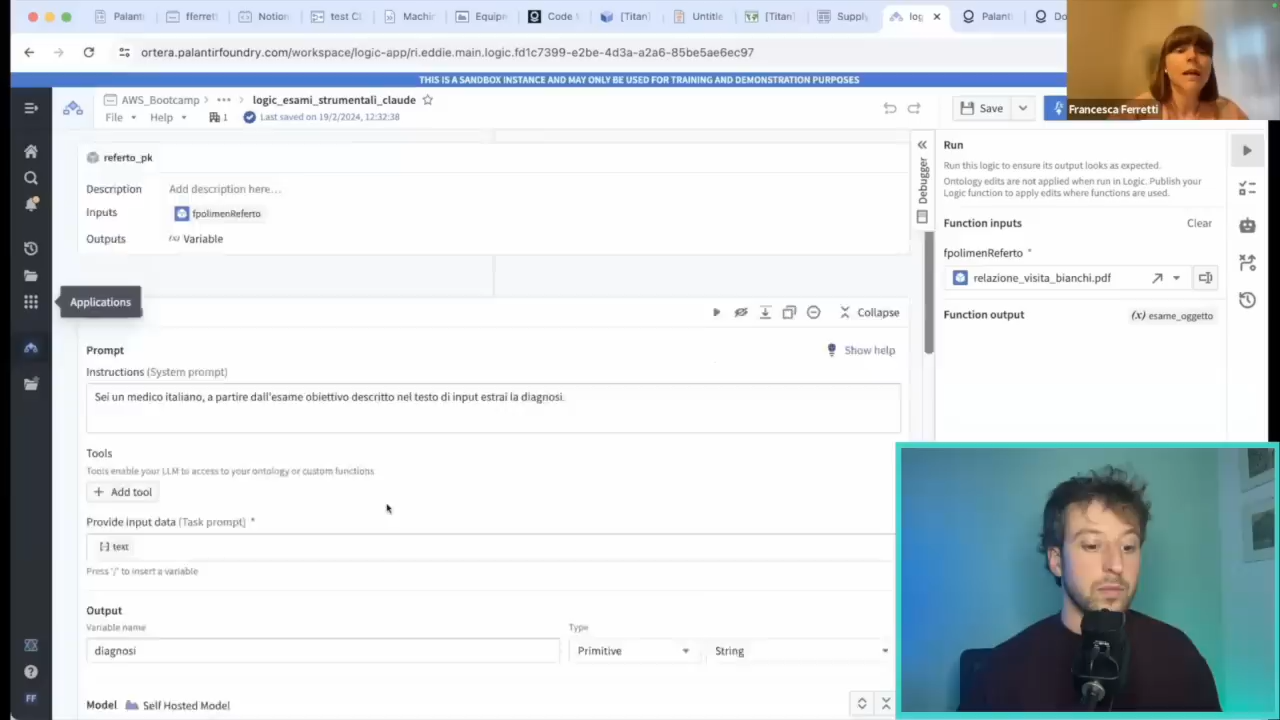 Palanti
fferrett
Notion
test Cl
Machin
Equipm
Code
[Titan]
Untitle
[Titan]
Supply
log
Palant
Do
ortera.palantirfoundry.com/workspace/logic-app/ri.eddie.main.logic.fd1c7399-e2be-4d3a-a2a6-85be5ae6ec97
THIS IS A SANDBOX INSTANCE AND MAY ONLY BE USED FOR TRAINING AND DEMONSTRATION PURPOSES
AWS_Bootcamp > ... > logic_esami_strumentali_claude
File Help 1 Last saved on 19/2/2024, 12:32:38
Save
Francesca Ferretti
referto_pk
Description Add description here...
Inputs fpolimenReferto
Outputs (x) Variable
Applications
Collapse
Prompt
Show help
Instructions (System prompt)
Sei un medico italiano, a partire dall'esame obiettivo descritto nel testo di input estrai la diagnosi.
Tools
Tools enable your LLM to access to your ontology or custom functions
+ Add tool
Provide input data (Task prompt) *
text
Press '/' to insert a variable
Output
Variable name
Type
diagnosi
Primitive
String
Model Self Hosted Model
FF
Debugger
Run
Run this logic to ensure its output looks as expected.
Ontology edits are not applied when run in Logic. Publish your
Logic function to apply edits where functions are used.
Function inputs
Clear
fpolimenReferto *
relazione_visita_bianchi.pdf
Function output
(x) esame_oggetto